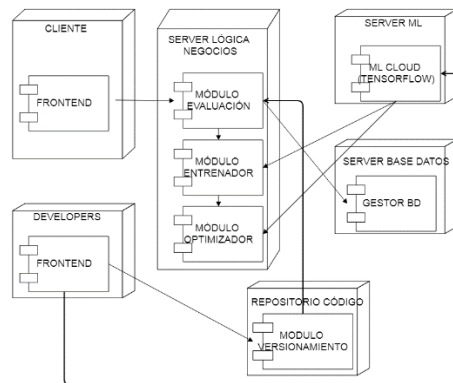 CLIENTE
FRONTEND
SERVER LÓGICA
NEGOCIOS
MÓDULO
EVALUACIÓN
MÓDULO
ENTRENADOR
MÓDULO
OPTIMIZADOR
SERVER ML
ML CLOUD
(TENSORFLOW)
SERVER BASE DATOS
GESTOR BD
DEVELOPERS
FRONTEND
REPOSITORIO CÓDIGO
MODULO
VERSIONAMIENTO